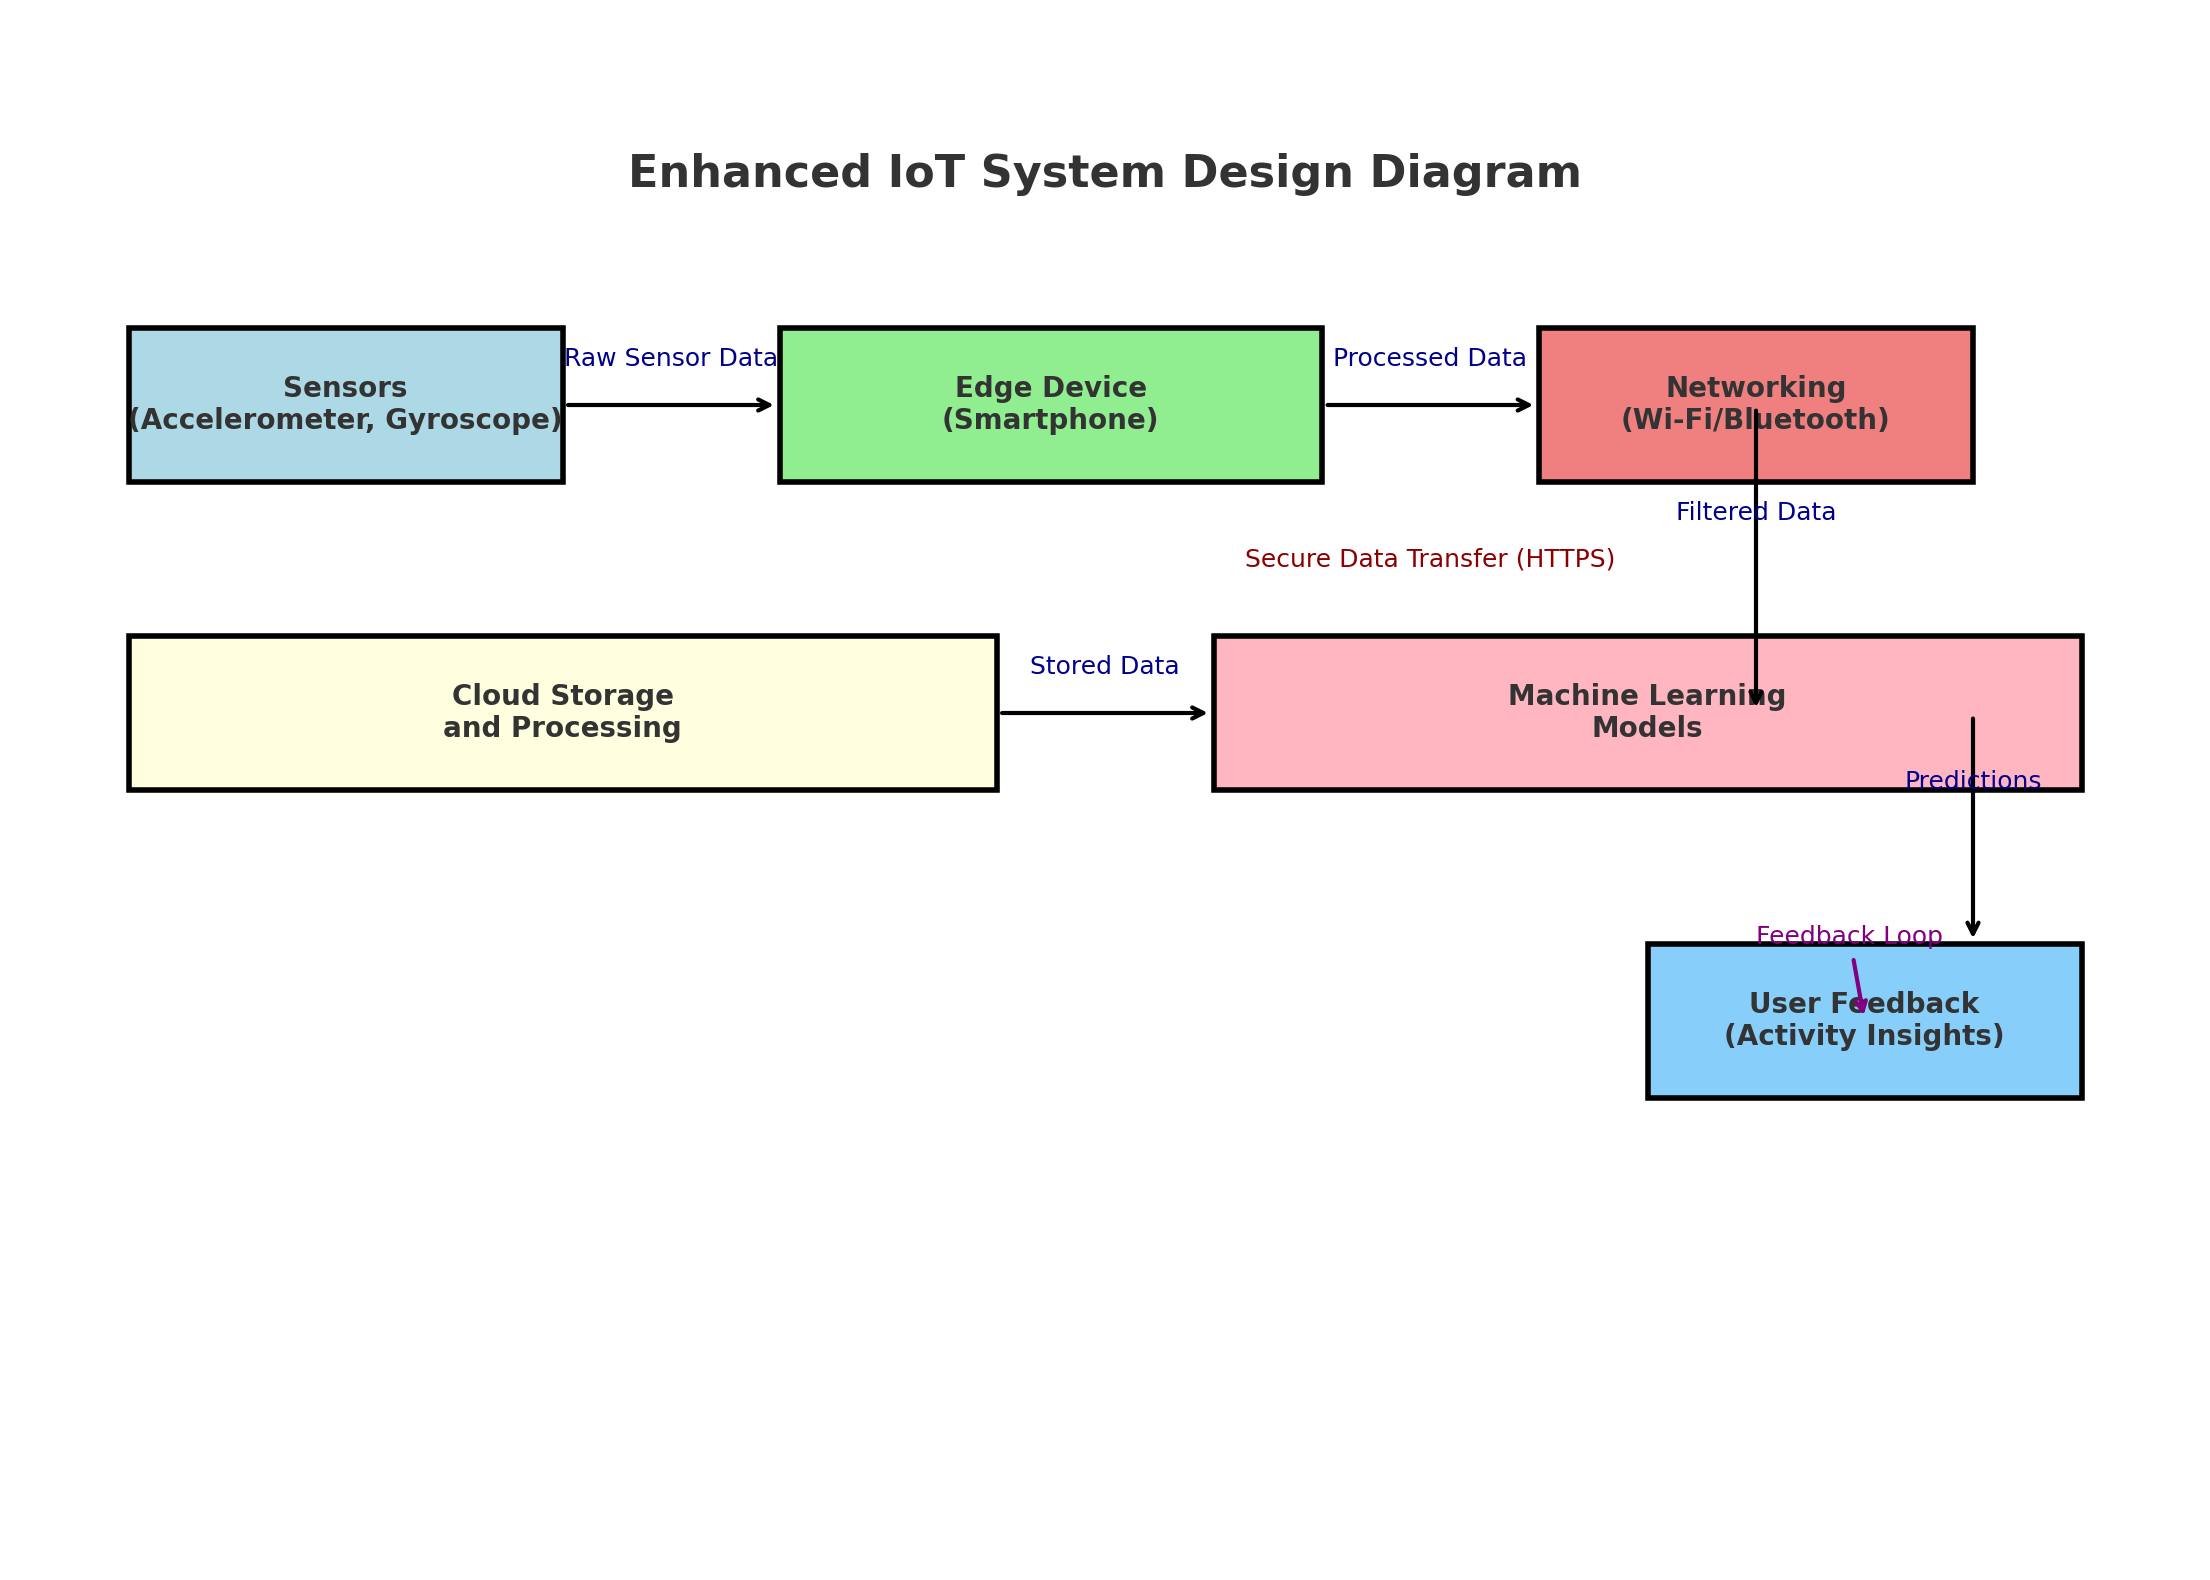 Enhanced IoT System Design Diagram
Sensors
(Accelerometer, Gyroscope)
Raw Sensor Data
Edge Device
(Smartphone)
Processed Data
Networking
(Wi-Fi/Bluetooth)
Filtered Data
Secure Data Transfer (HTTPS)
Cloud Storage
and Processing
Stored Data
Machine Learning
Models
Predictions
Feedback Loop
User Feedback
(Activity Insights)